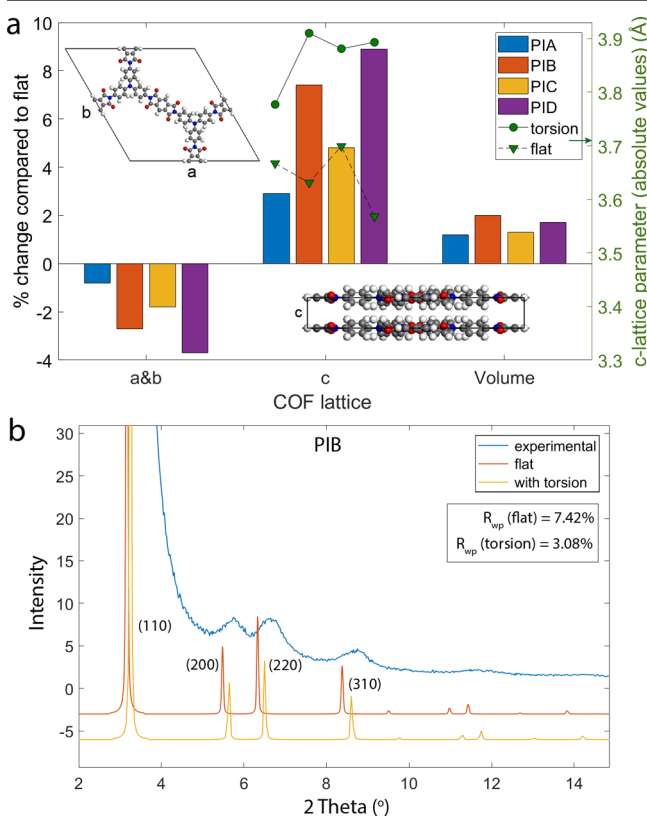 a
10
8
6
4
2
0
-2
-4
% change compared to flat
b
a
c
PIA
PIB
PIC
PID
torsion
flat
3.9
3.8
3.7
3.6
3.5
3.4
3.3
c-lattice parameter (absolute values) (Å)
a&b
c
Volume
COF lattice
b
PIB
30
25
20
15
10
5
0
-5
Intensity
experimental
flat
with torsion
Rwp (flat) = 7.42%
Rwp (torsion) = 3.08%
(110)
(200)
(220)
(310)
2
4
6
8
10
12
14
2 Theta (º)